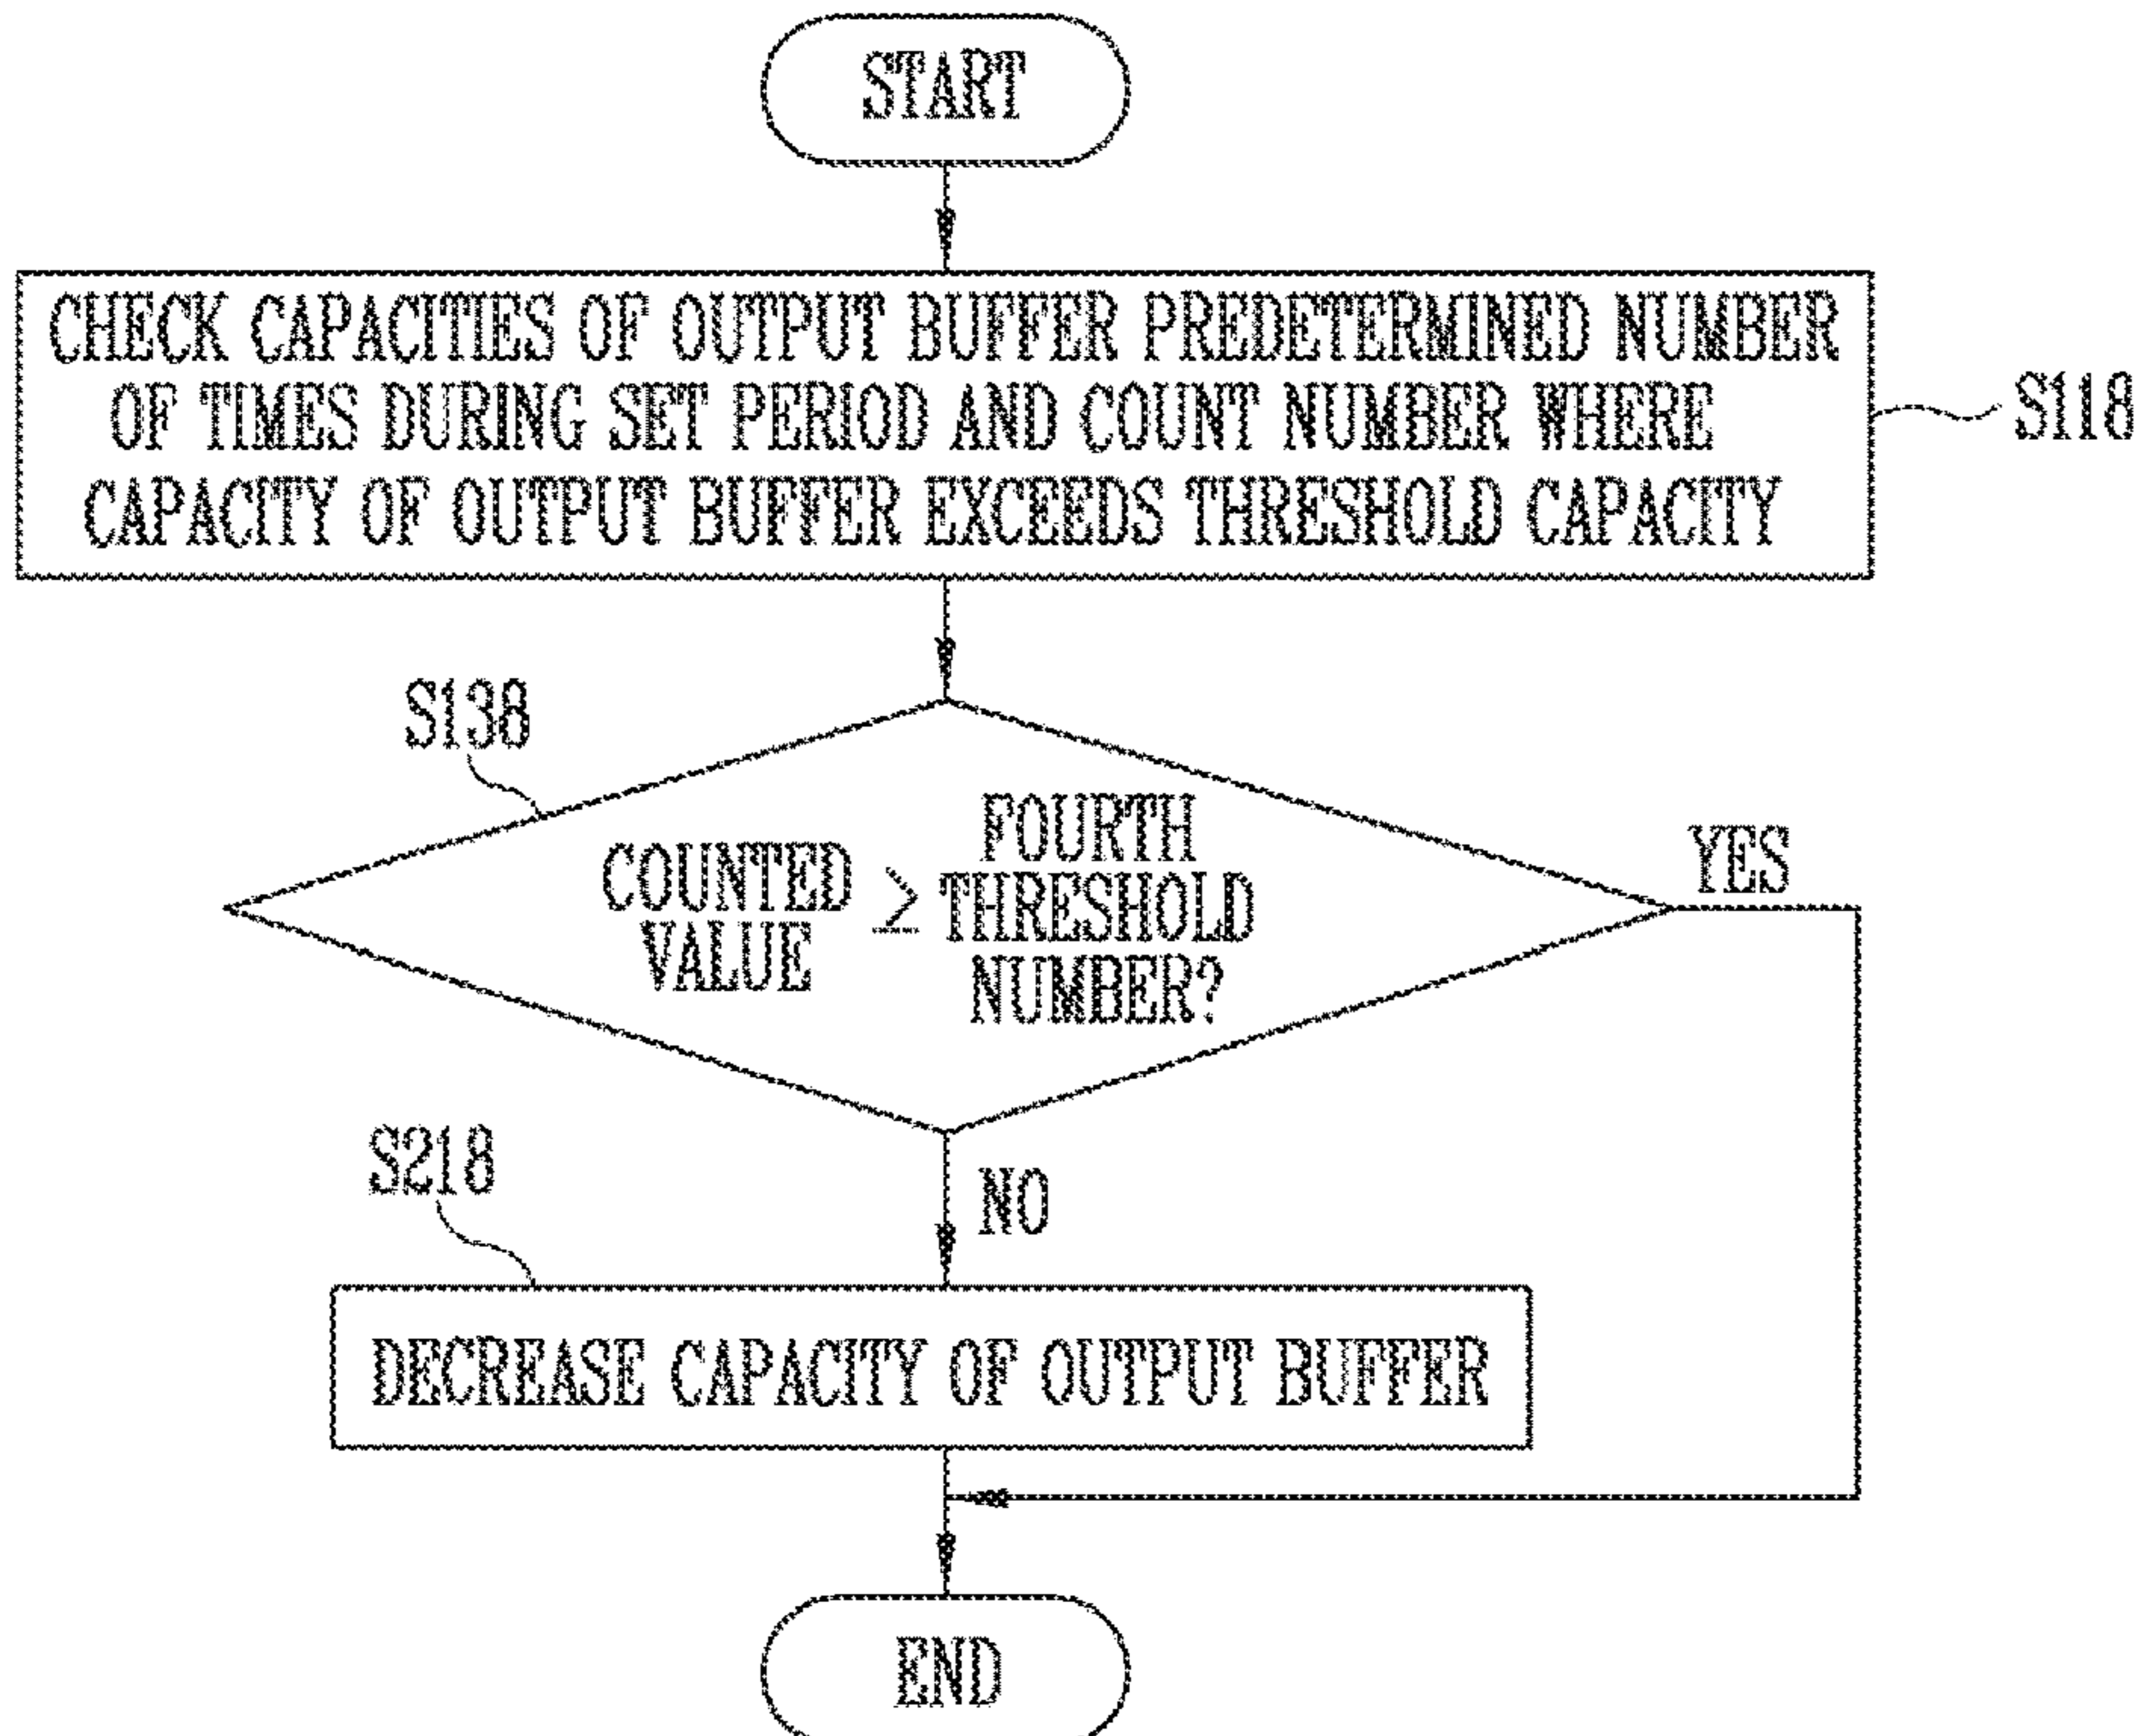 START
CHECK CAPACITIES OF OUTPUT BUFFER PREDETERMINED NUMBER
OF TIMES DURING SET PERIOD AND COUNT NUMBER WHERE
CAPACITY OF OUTPUT BUFFER EXCEEDS THRESHOLD CAPACITY
S118
S138
COUNTED
VALUE
≥
FOURTH
THRESHOLD
NUMBER?
YES
NO
S218
DECREASE CAPACITY OF OUTPUT BUFFER
END